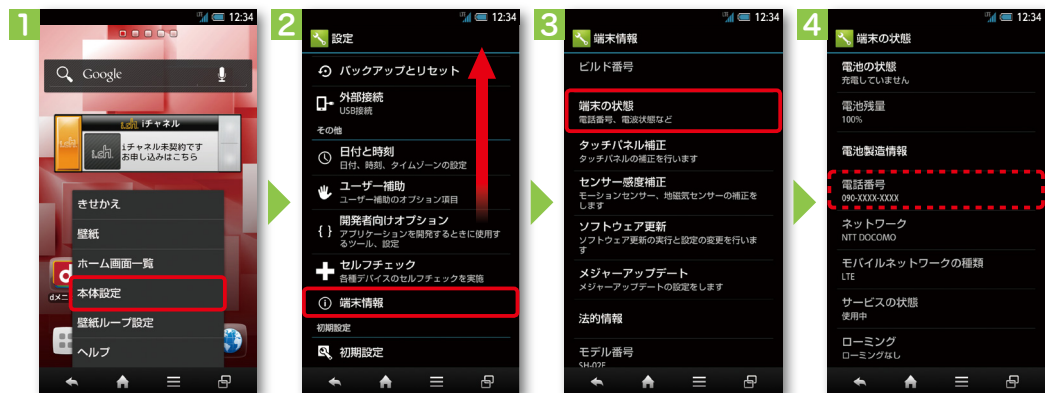 1
12:34
Google
i.ch. iチャネル
i.ch.
iチャネル未契約です
お申し込みはこちら
きせかえ
壁紙
ホーム画面一覧
本体設定
壁紙ループ設定
ヘルプ
d
dメニ
2
12:34
設定
バックアップとリセット
外部接続
USB接続
その他
日付と時刻
日付、時刻、タイムゾーンの設定
ユーザー補助
ユーザー補助のオプション項目
{ } 開発者向けオプション
アプリケーションを開発するときに使用す
るツール、設定
セルフチェック
各種デバイスのセルフチェックを実施
端末情報
初期設定
初期設定
3
12:34
端末情報
ビルド番号
端末の状態
電話番号、電波状態など
タッチパネル補正
タッチパネルの補正を行います
センサー感度補正
モーションセンサー、地磁気センサーの補正を
します
ソフトウェア更新
ソフトウェア更新の実行と設定の変更を行いま
す
メジャーアップデート
メジャーアップデートの設定をします
法的情報
モデル番号
SH-02E
4
12:34
端末の状態
電池の状態
充電していません
電池残量
100%
電池製造情報
電話番号
090-XXXX-XXXX
ネットワーク
NTT DOCOMO
モバイルネットワークの種類
LTE
サービスの状態
使用中
ローミング
ローミングなし